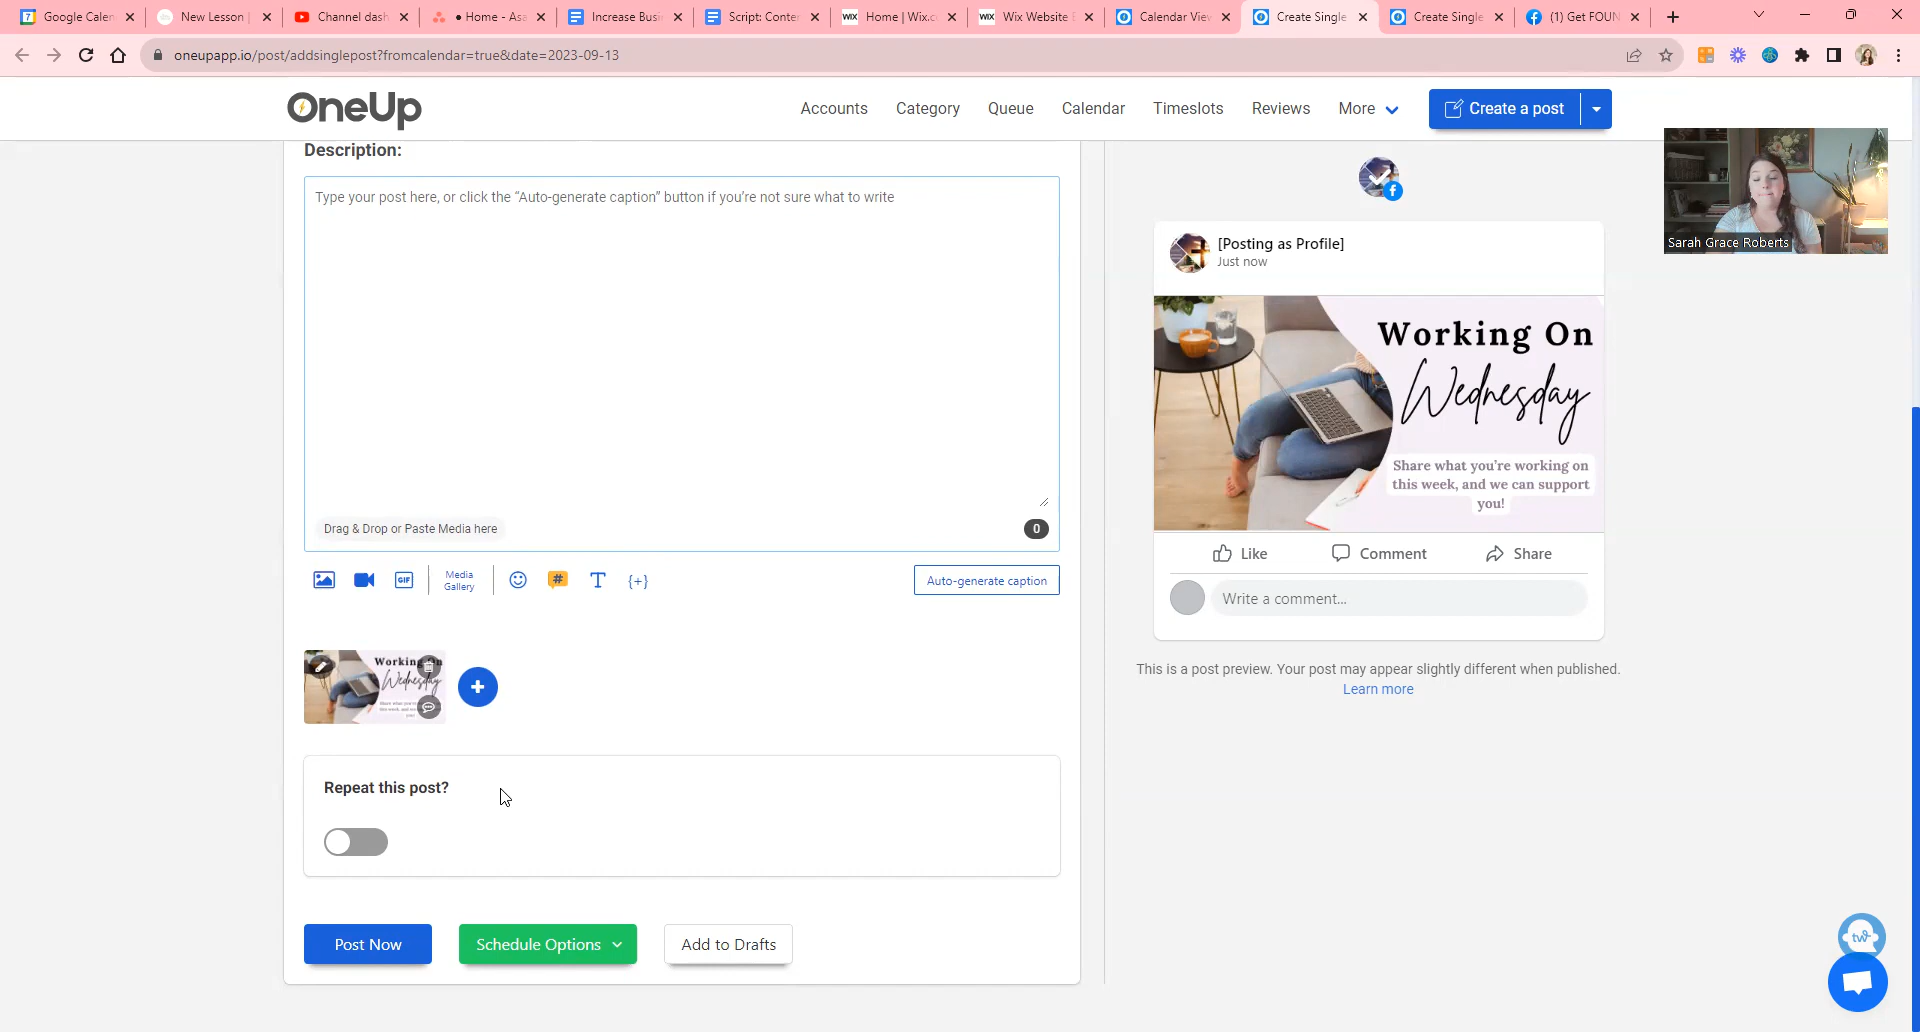 Google Calen
New Lesson
Channel dash
• Home - Asa
Increase Busi
Script: Conte
WIX Home | Wix.c
WIX Wix Website E
Calendar Vie
Create Single
Create Single
(1) Get FOUN
oneupapp.io/post/addsinglepost?fromcalendar=true&date=2023-09-13
OneUp
Accounts
Category
Queue
Calendar
Timeslots
Reviews
More
Create a post
Description:
Type your post here, or click the “Auto-generate caption” button if you’re not sure what to write
Drag & Drop or Paste Media here
0
GIF
Media
Gallery
#
T
{+}
Auto-generate caption
Working On
Wednesday
Repeat this post?
Post Now
Schedule Options
Add to Drafts
[Posting as Profile]
Just now
Working On
Wednesday
Share what you’re working on
this week, and we can support
you!
Like
Comment
Share
Write a comment...
This is a post preview. Your post may appear slightly different when published.
Learn more
Sarah Grace Roberts